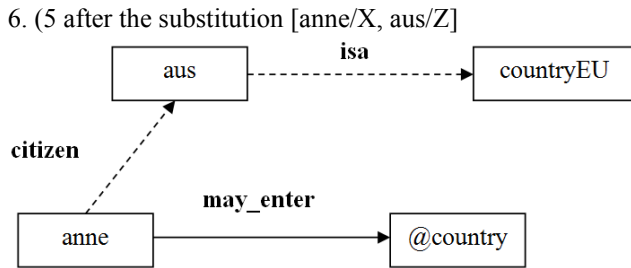 6. (5 after the substitution [anne/X, aus/Z]
isa
aus
countryEU
citizen
may_enter
anne
@country